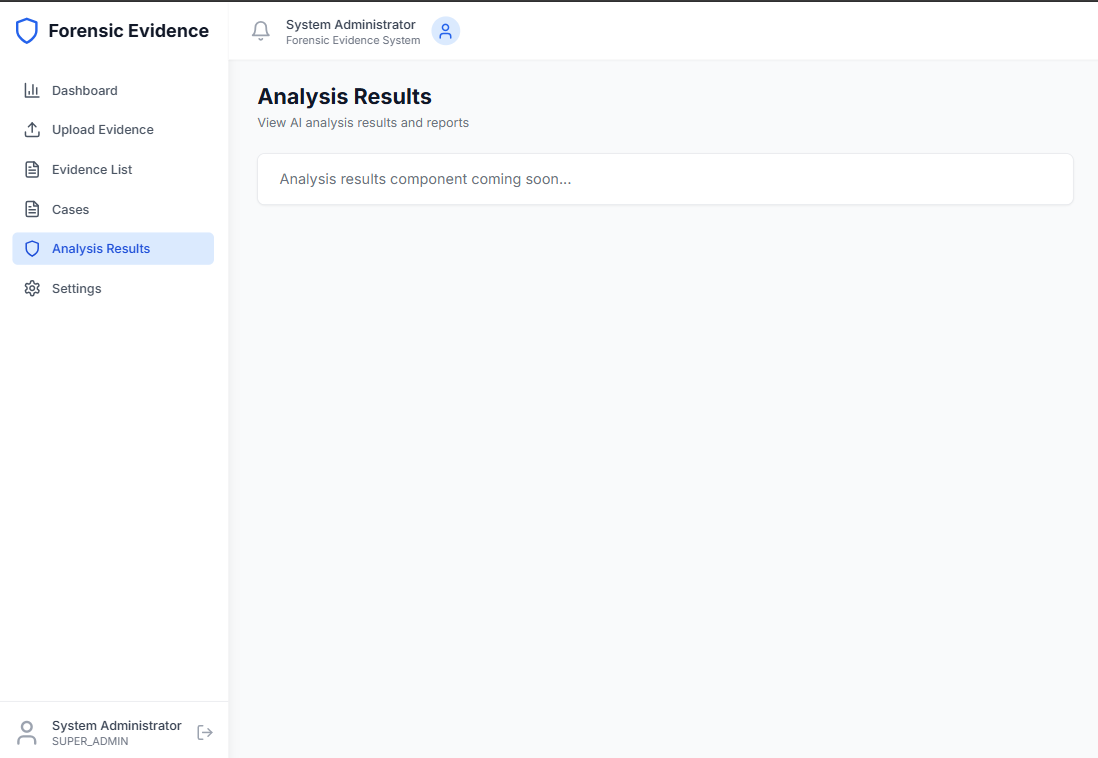 Forensic Evidence
Dashboard
Upload Evidence
Evidence List
Cases
Analysis Results
Settings
System Administrator
SUPER_ADMIN
System Administrator
Forensic Evidence System
Analysis Results
View AI analysis results and reports
Analysis results component coming soon...